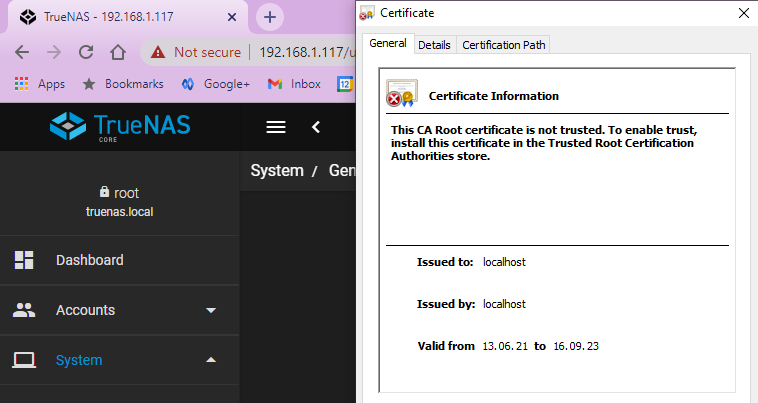 TrueNAS - 192.168.1.117
Not secure
192.168.1.117/u
Apps
Bookmarks
Google+
Inbox
12
TrueNAS
CORE
System / Gen
root
truenas.local
Dashboard
Accounts
System
Certificate
General
Details
Certification Path
Certificate Information
This CA Root certificate is not trusted. To enable trust,
install this certificate in the Trusted Root Certification
Authorities store.
Issued to: localhost
Issued by: localhost
Valid from 13.06.21 to 16.09.23